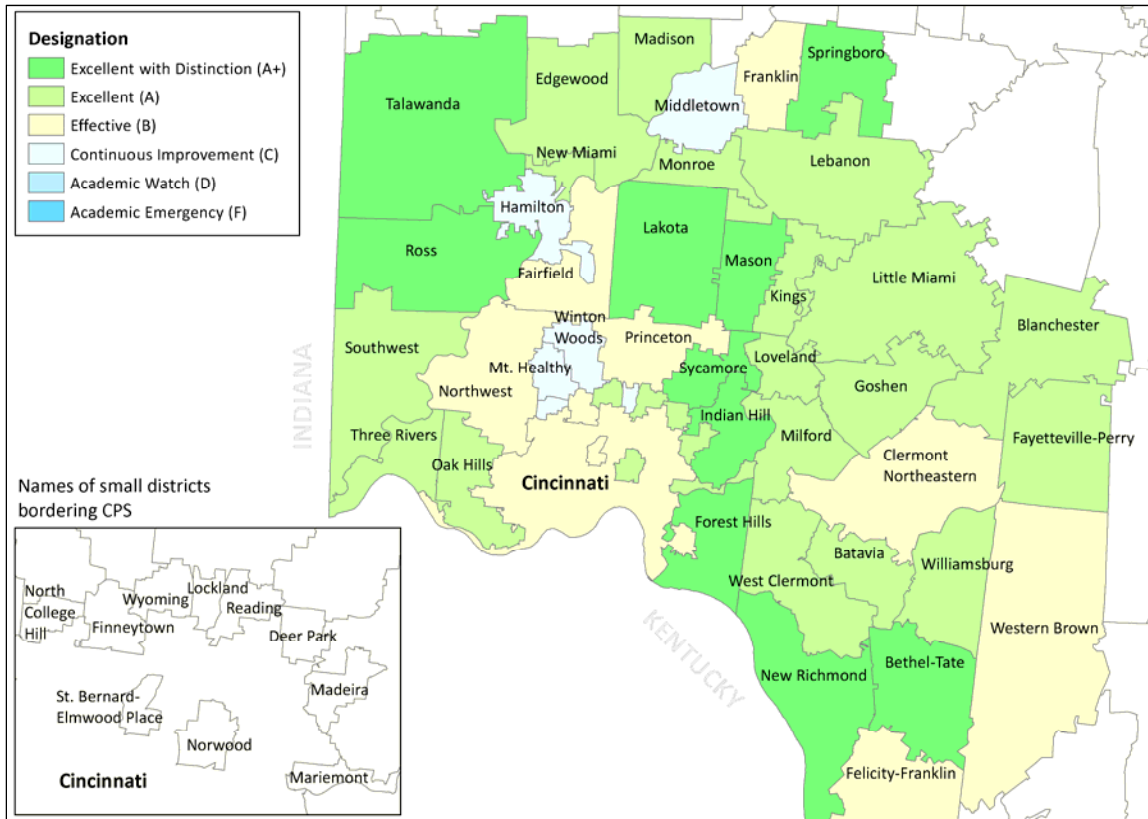 Designation
Excellent with Distinction (A+)
Excellent (A)
Effective (B)
Continuous Improvement (C)
Academic Watch (D)
Academic Emergency (F)
Madison
Springboro
Edgewood
Franklin
Talawanda
Middletown
New Miami
Monroe
Lebanon
Hamilton
Lakota
Ross
Mason
Fairfield
Little Miami
Kings
Winton
Woods
Princeton
Blanchester
Southwest
Loveland
Mt. Healthy
Sycamore
Goshen
Northwest
Indian Hill
INDIANA
Three Rivers
Milford
Fayetteville-Perry
Oak Hills
Clermont
Northeastern
Cincinnati
Forest Hills
Batavia
Williamsburg
West Clermont
KENTUCKY
Western Brown
Bethel-Tate
New Richmond
Felicity-Franklin
Names of small districts
bordering CPS
North
College
Hill
Wyoming
Lockland
Reading
Finneytown
Deer Park
St. Bernard-
Elmwood Place
Madeira
Norwood
Cincinnati
Mariemont